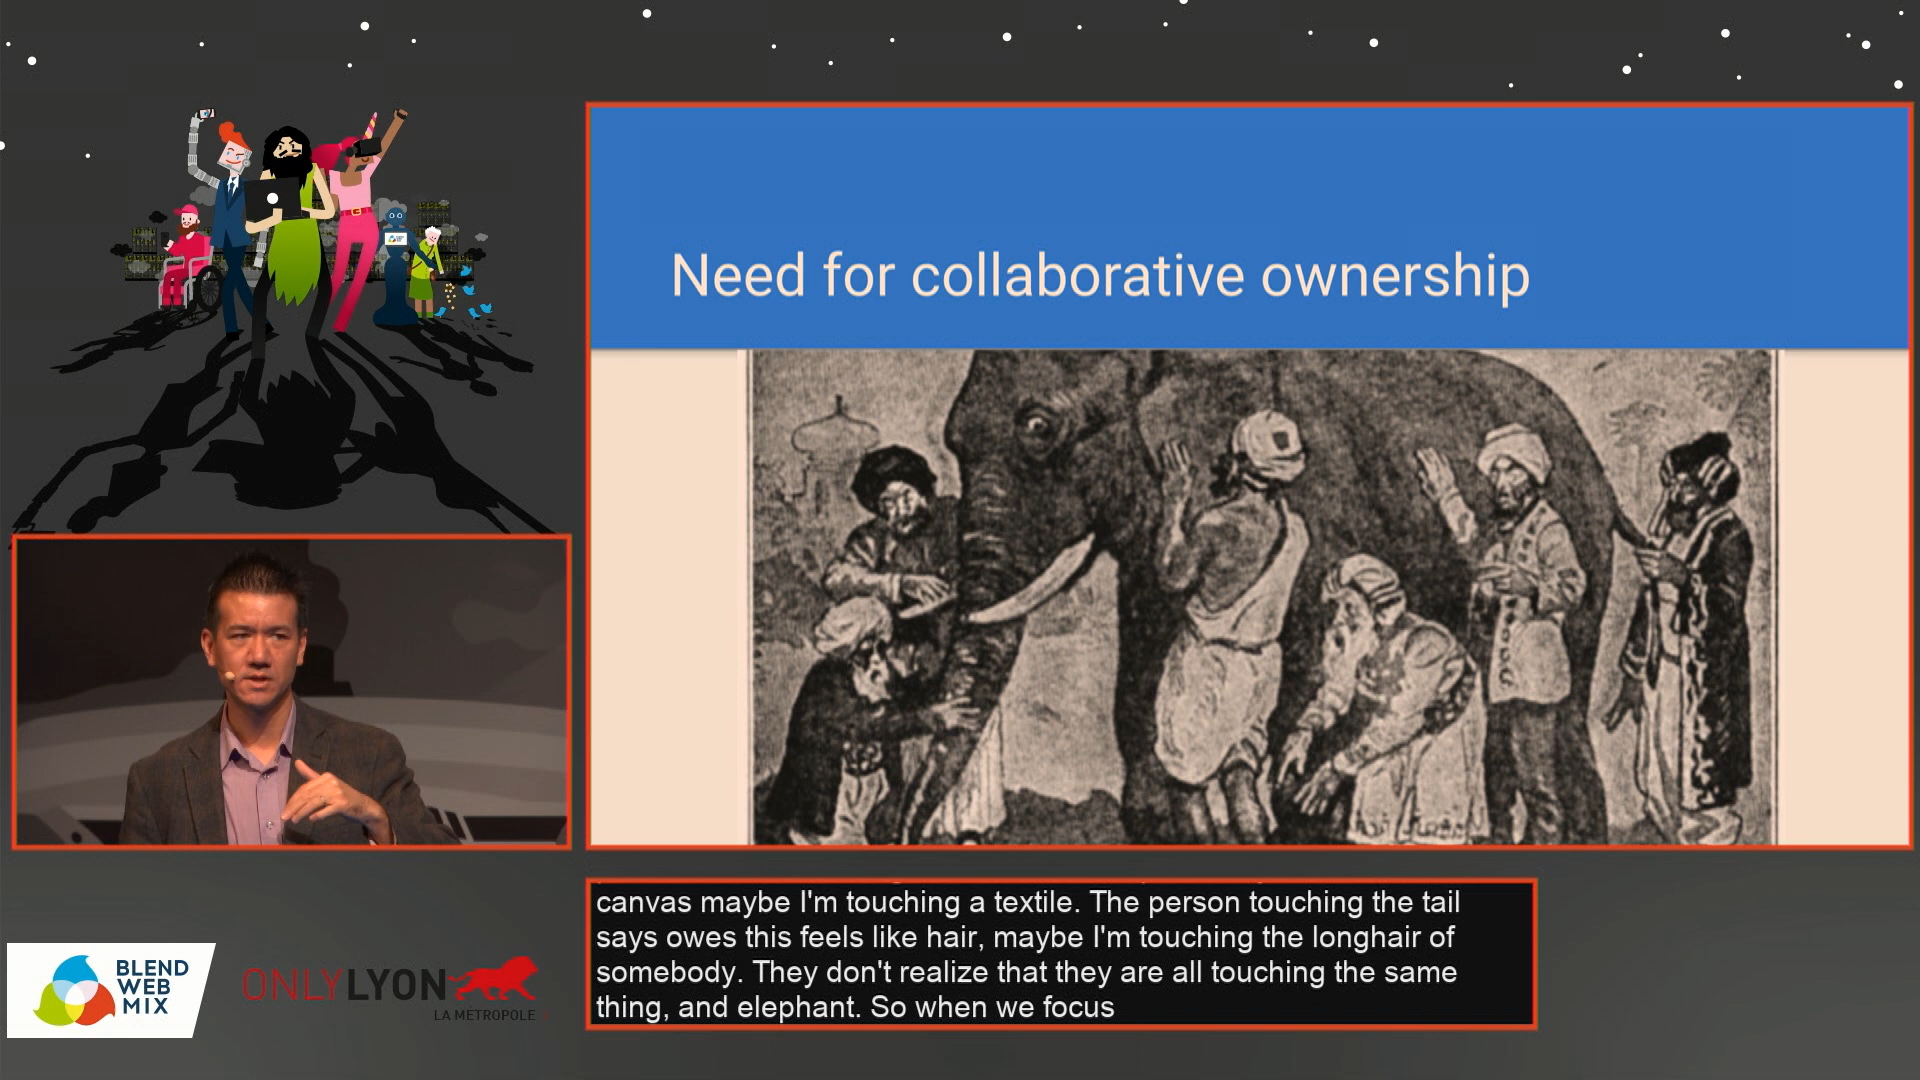 Need for collaborative ownership
canvas maybe I'm touching a textile. The person touching the tail
says owes this feels like hair, maybe I'm touching the longhair of
somebody. They don't realize that they are all touching the same
thing, and elephant. So when we focus
BLEND
WEB
MIX
ONLYLYON
LA MÉTROPOLE